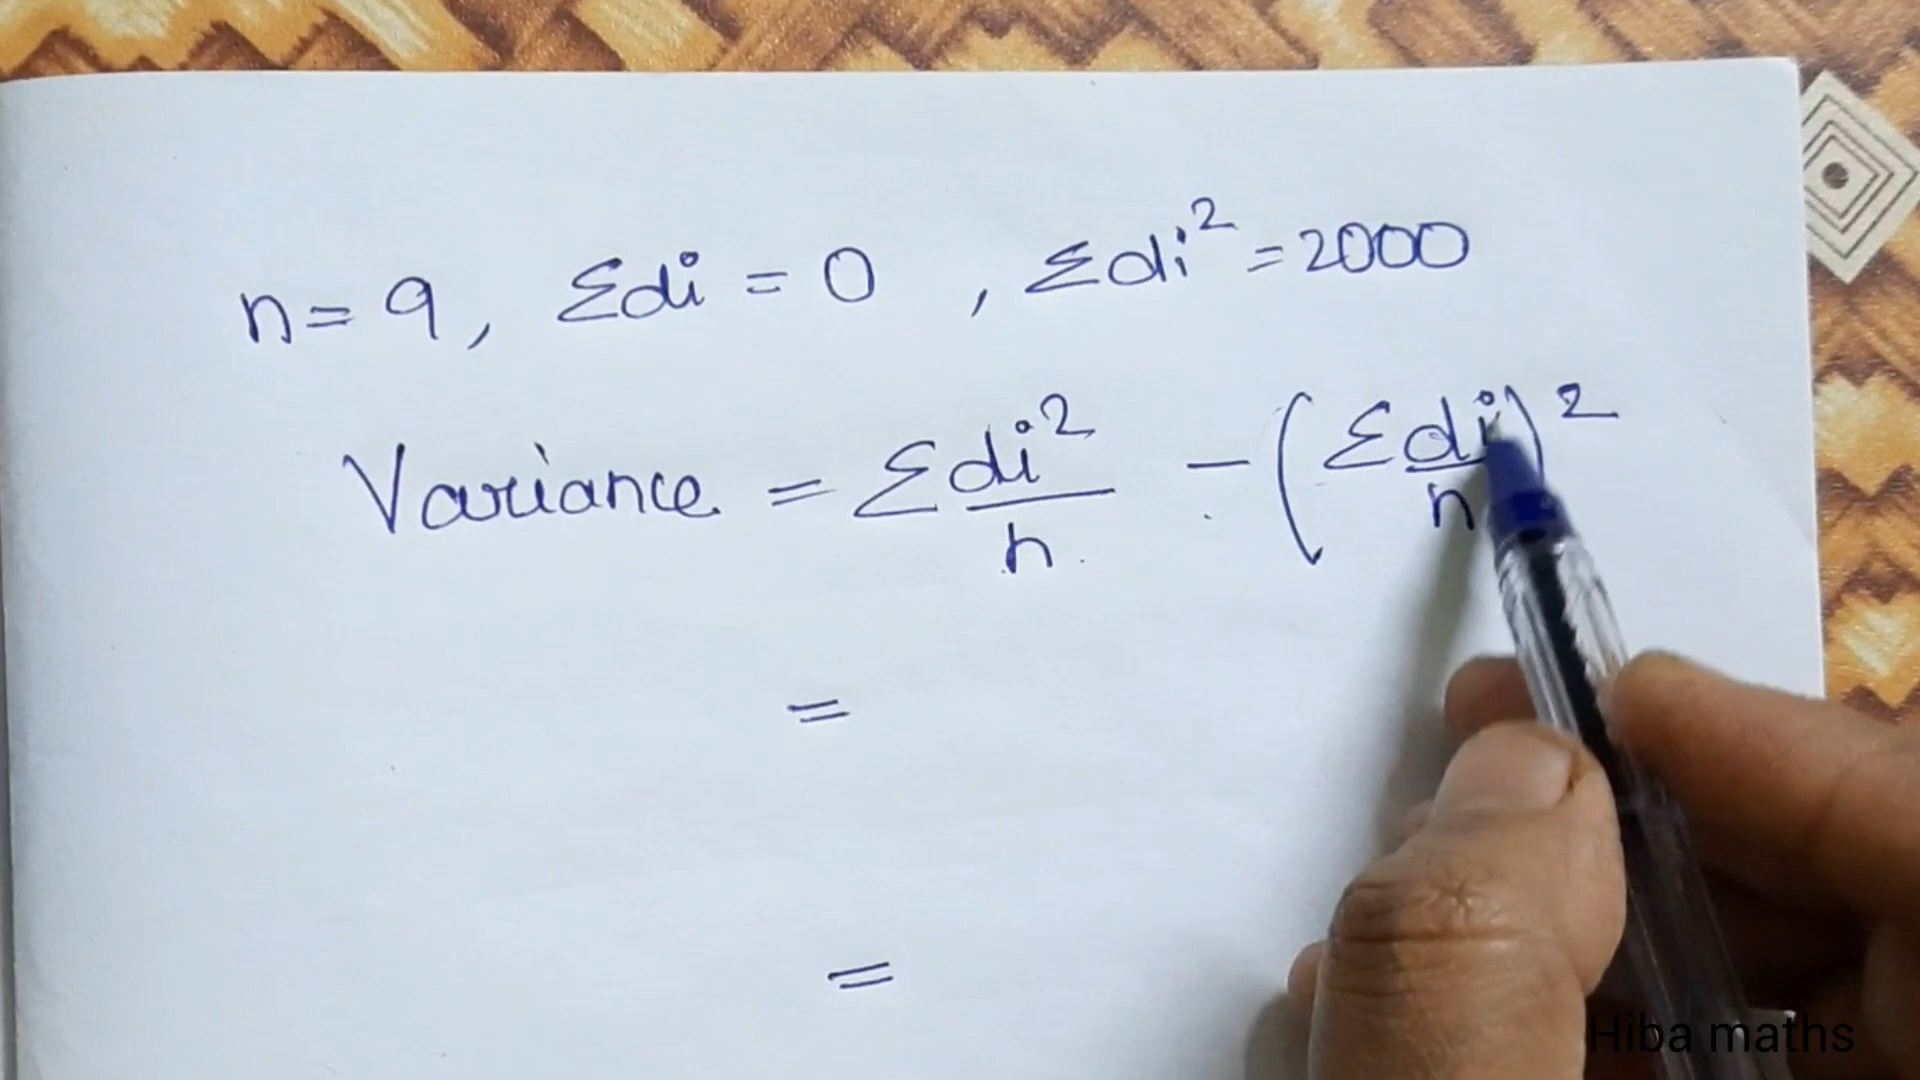 n = 9, Σdi = 0, Σdi² = 2000
Variance = Σdi²/n - (Σdi/n)²
=
=
Hiba maths